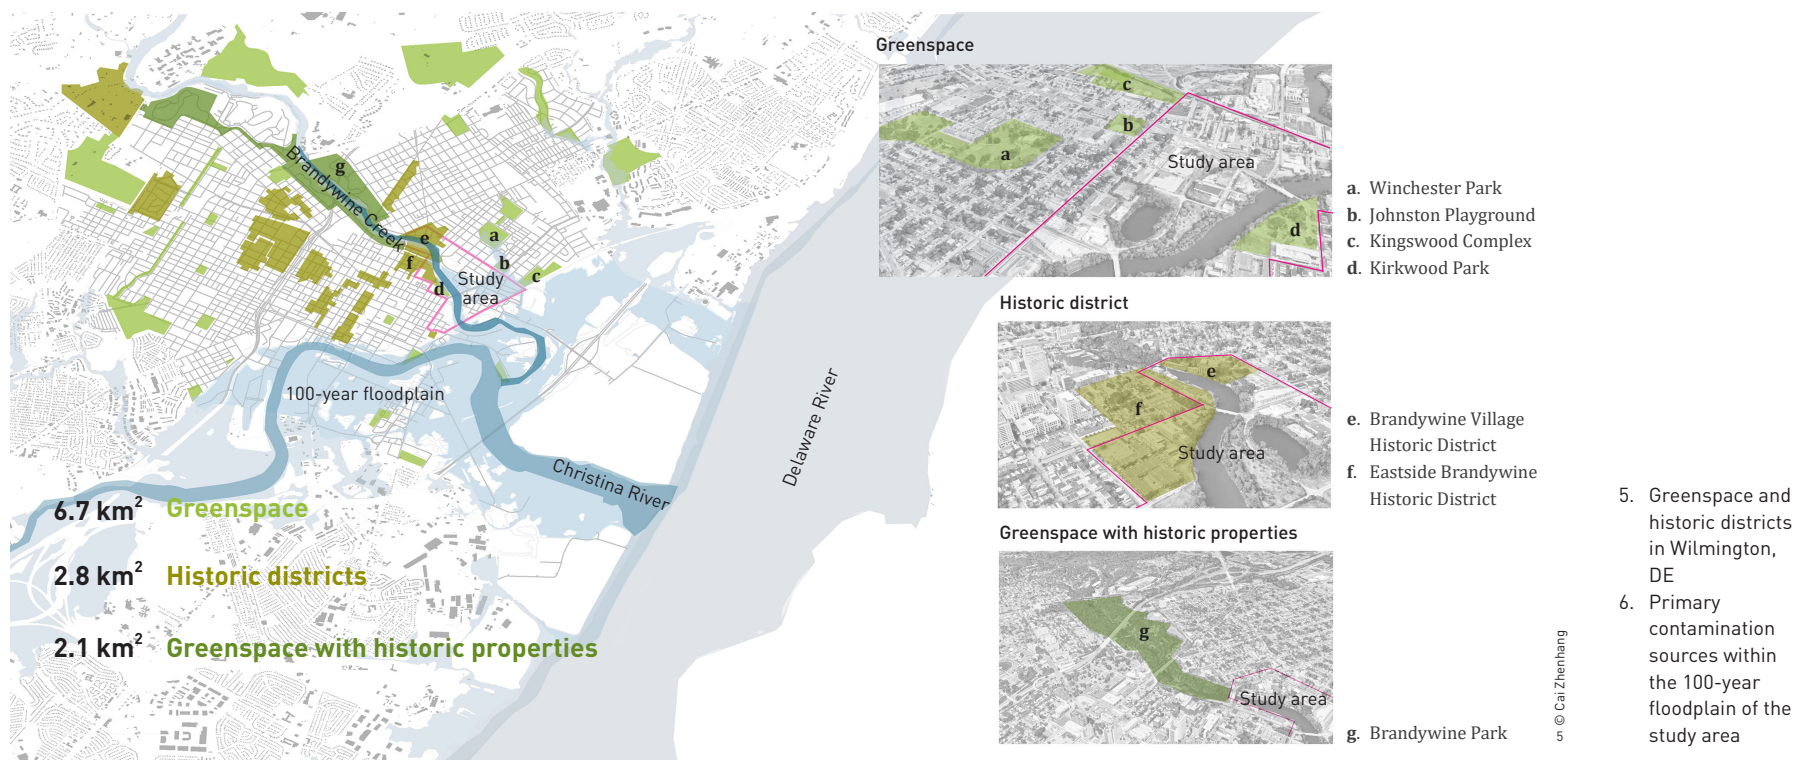 Brandywine Creek
g
e
f
a
b
c
d
Study
area
100-year floodplain
Christina River
Delaware River
6.7 km² Greenspace
2.8 km² Historic districts
2.1 km² Greenspace with historic properties
Greenspace
c
b
a
Study area
d
a. Winchester Park
b. Johnston Playground
c. Kingswood Complex
d. Kirkwood Park
Historic district
e
f
Study area
e. Brandywine Village
Historic District
f. Eastside Brandywine
Historic District
Greenspace with historic properties
g
Study area
g. Brandywine Park
© Cai Zhenhang
5
5. Greenspace and
historic districts
in Wilmington,
DE
6. Primary
contamination
sources within
the 100-year
floodplain of the
study area